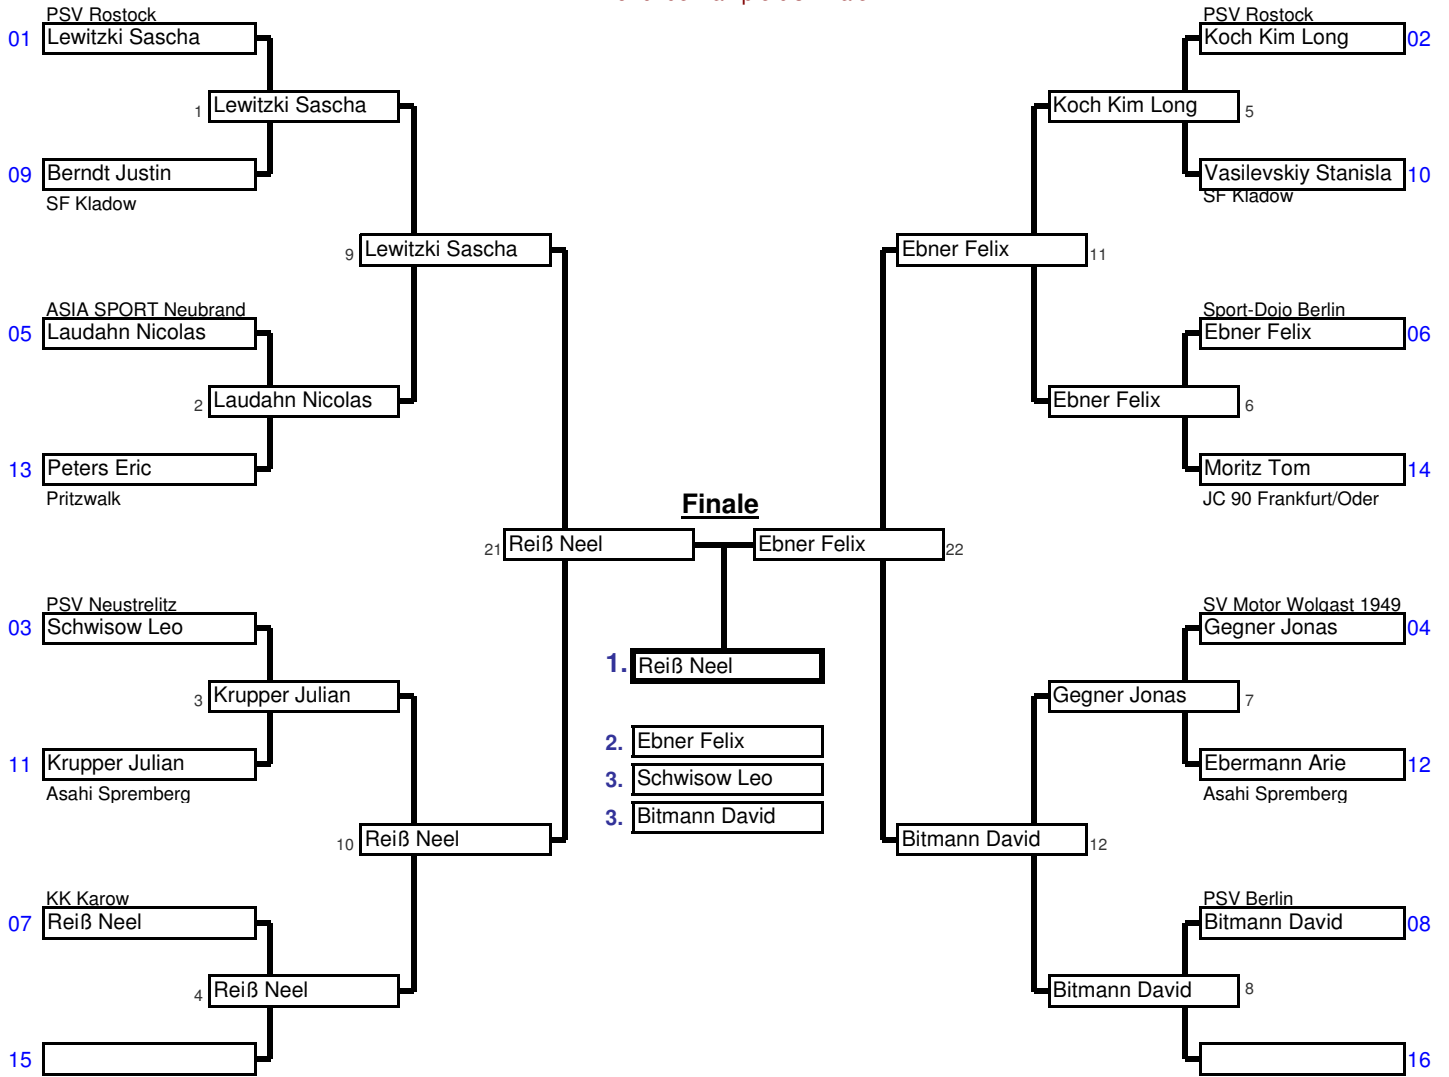 PSV Rostock
01 Lewitzki Sascha
1 Lewitzki Sascha
09 Berndt Justin
SF Kladow
9 Lewitzki Sascha
ASIA SPORT Neubrand
05 Laudahn Nicolas
2 Laudahn Nicolas
13 Peters Eric
Pritzwalk
21 Reiß Neel
PSV Neustrelitz
03 Schwisow Leo
3 Krupper Julian
11 Krupper Julian
Asahi Spremberg
10 Reiß Neel
KK Karow
07 Reiß Neel
4 Reiß Neel
15
Finale
1. Reiß Neel
2. Ebner Felix
3. Schwisow Leo
3. Bitmann David
PSV Rostock
Koch Kim Long 02
Koch Kim Long 5
Vasilevskiy Stanisla 10
SF Kladow
Ebner Felix 11
Sport-Dojo Berlin
Ebner Felix 06
Ebner Felix 6
Moritz Tom 14
JC 90 Frankfurt/Oder
Ebner Felix 22
SV Motor Wolgast 1949
Gegner Jonas 04
Gegner Jonas 7
Ebermann Arie 12
Asahi Spremberg
Bitmann David 12
PSV Berlin
Bitmann David 08
Bitmann David 8
16